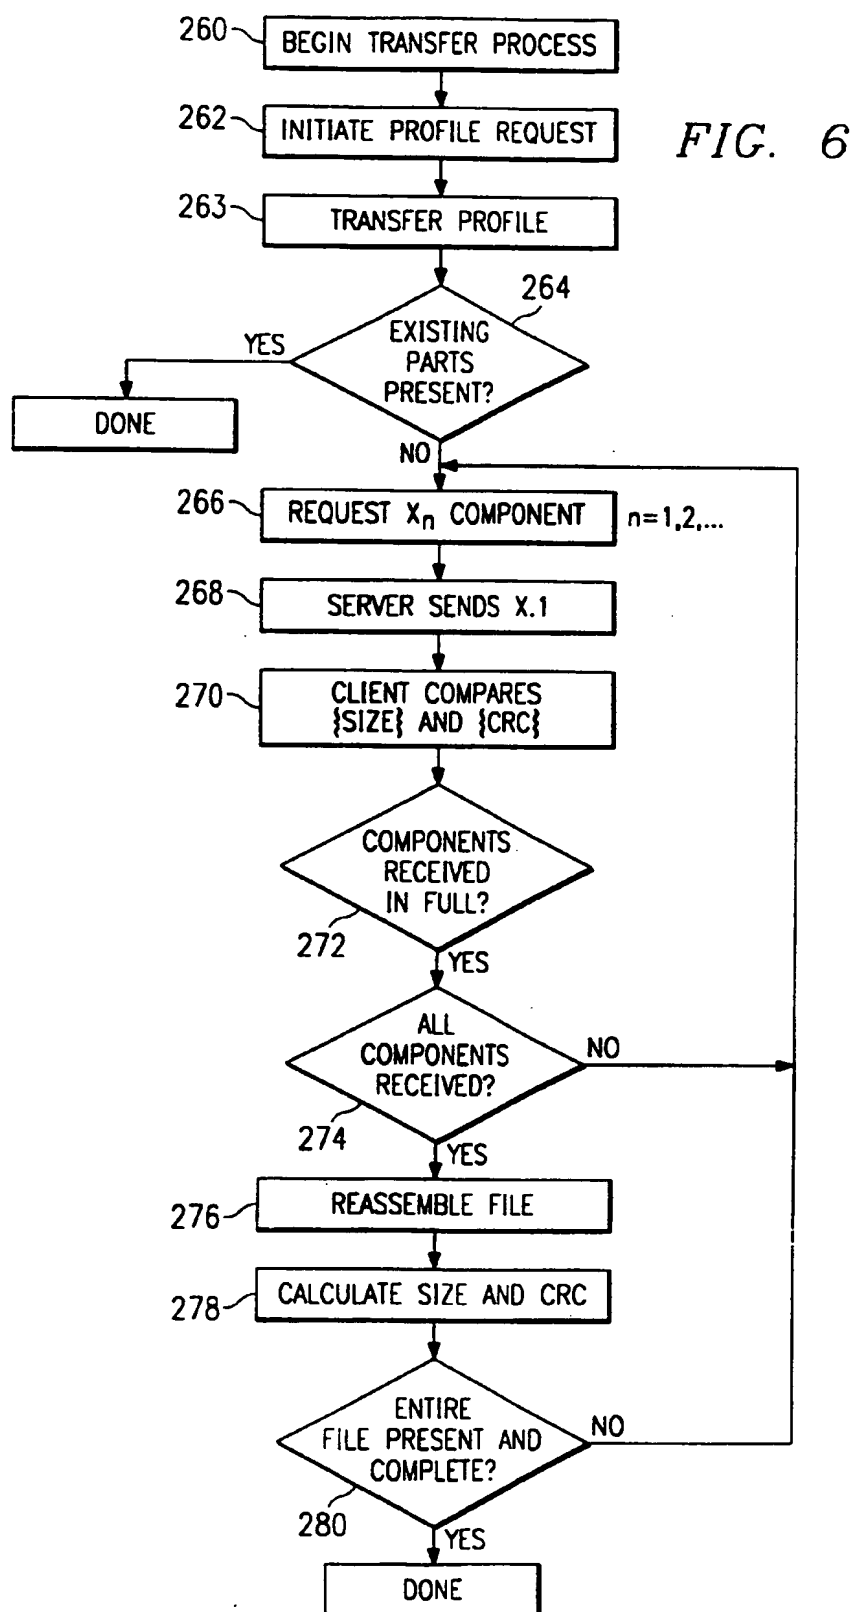 260
BEGIN TRANSFER PROCESS
262
INITIATE PROFILE REQUEST
FIG. 6
263
TRANSFER PROFILE
264
EXISTING
PARTS
PRESENT?
YES
DONE
NO
266
REQUEST Xn COMPONENT
n=1,2,...
268
SERVER SENDS X.1
270
CLIENT COMPARES
{SIZE} AND {CRC}
COMPONENTS
RECEIVED
IN FULL?
272
YES
ALL
COMPONENTS
RECEIVED?
NO
274
YES
276
REASSEMBLE FILE
278
CALCULATE SIZE AND CRC
ENTIRE
FILE PRESENT AND
COMPLETE?
NO
280
YES
DONE